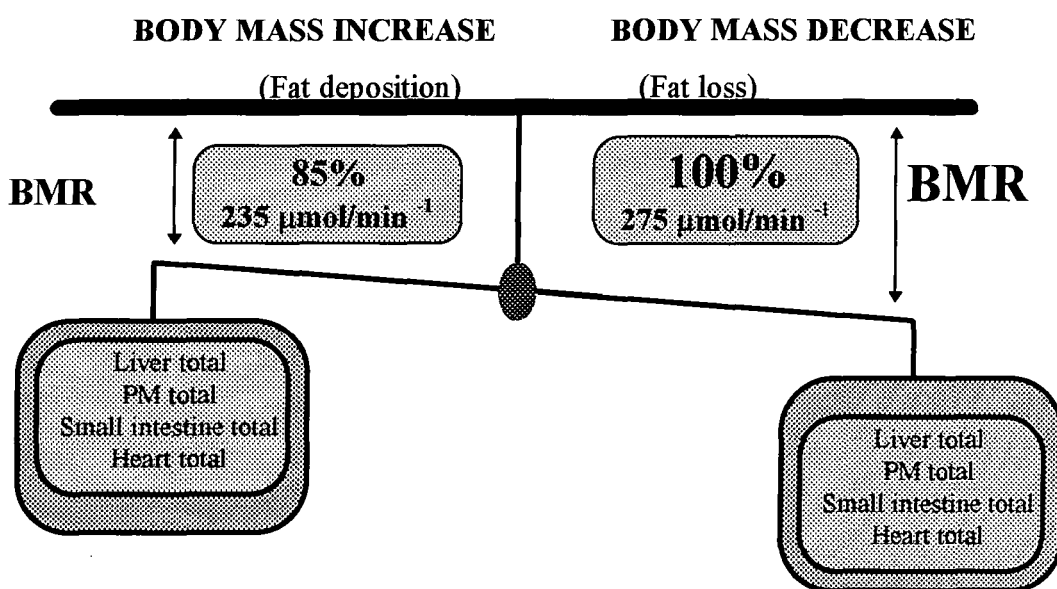 BODY MASS INCREASE
(Fat deposition)
BODY MASS DECREASE
(Fat loss)
BMR
85%
235 µmol/min ⁻¹
100%
275 µmol/min ⁻¹
BMR
Liver total
PM total
Small intestine total
Heart total
Liver total
PM total
Small intestine total
Heart total